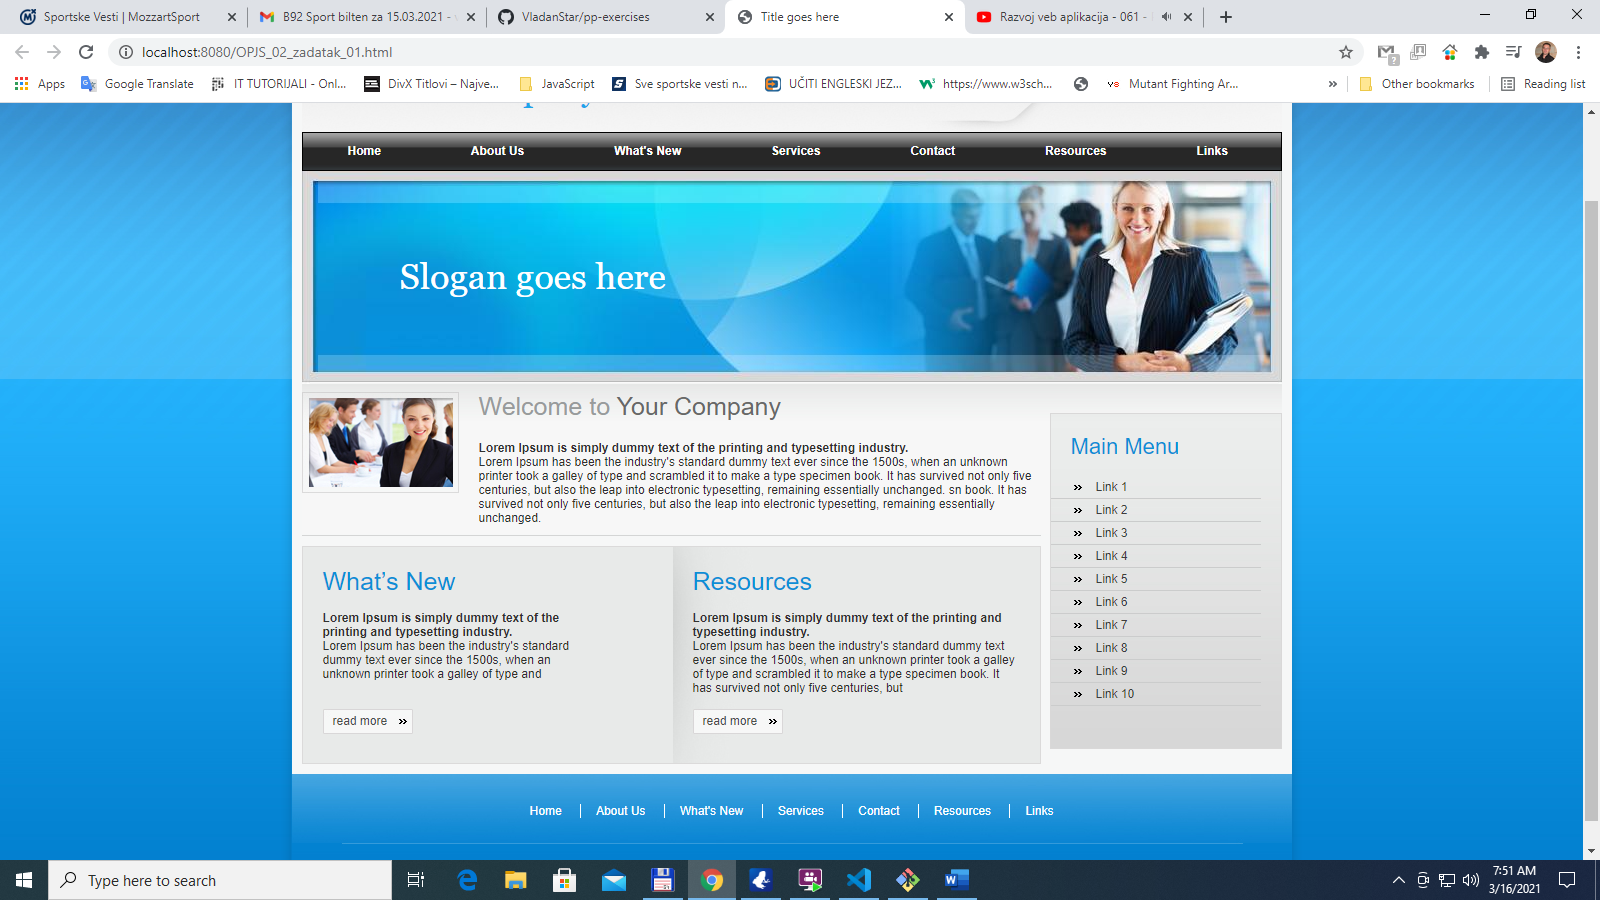 Sportske Vesti | MozzartSport
B92 Sport bilten za 15.03.2021 -
VladanStar/pp-exercises
Title goes here
Razvoj veb aplikacija - 061 -
localhost:8080/OPJS_02_zadatak_01.html
Apps
Google Translate
IT TUTORIJALI - Onl...
DivX Titlovi – Najve...
JavaScript
Sve sportske vesti n...
UČITI ENGLESKI JEZ...
https://www.w3sch...
Mutant Fighting Ar...
Other bookmarks
Reading list
Home
About Us
What's New
Services
Contact
Resources
Links
Slogan goes here
Welcome to Your Company
Lorem Ipsum is simply dummy text of the printing and typesetting industry.
Lorem Ipsum has been the industry's standard dummy text ever since the 1500s, when an unknown
printer took a galley of type and scrambled it to make a type specimen book. It has survived not only five
centuries, but also the leap into electronic typesetting, remaining essentially unchanged. sn book. It has
survived not only five centuries, but also the leap into electronic typesetting, remaining essentially
unchanged.
Main Menu
Link 1
Link 2
Link 3
Link 4
Link 5
Link 6
Link 7
Link 8
Link 9
Link 10
What’s New
Lorem Ipsum is simply dummy text of the
printing and typesetting industry.
Lorem Ipsum has been the industry's standard
dummy text ever since the 1500s, when an
unknown printer took a galley of type and
read more
Resources
Lorem Ipsum is simply dummy text of the printing and
typesetting industry.
Lorem Ipsum has been the industry's standard dummy text
ever since the 1500s, when an unknown printer took a galley
of type and scrambled it to make a type specimen book. It
has survived not only five centuries, but
read more
Home
About Us
What's New
Services
Contact
Resources
Links
Type here to search
7:51 AM
3/16/2021